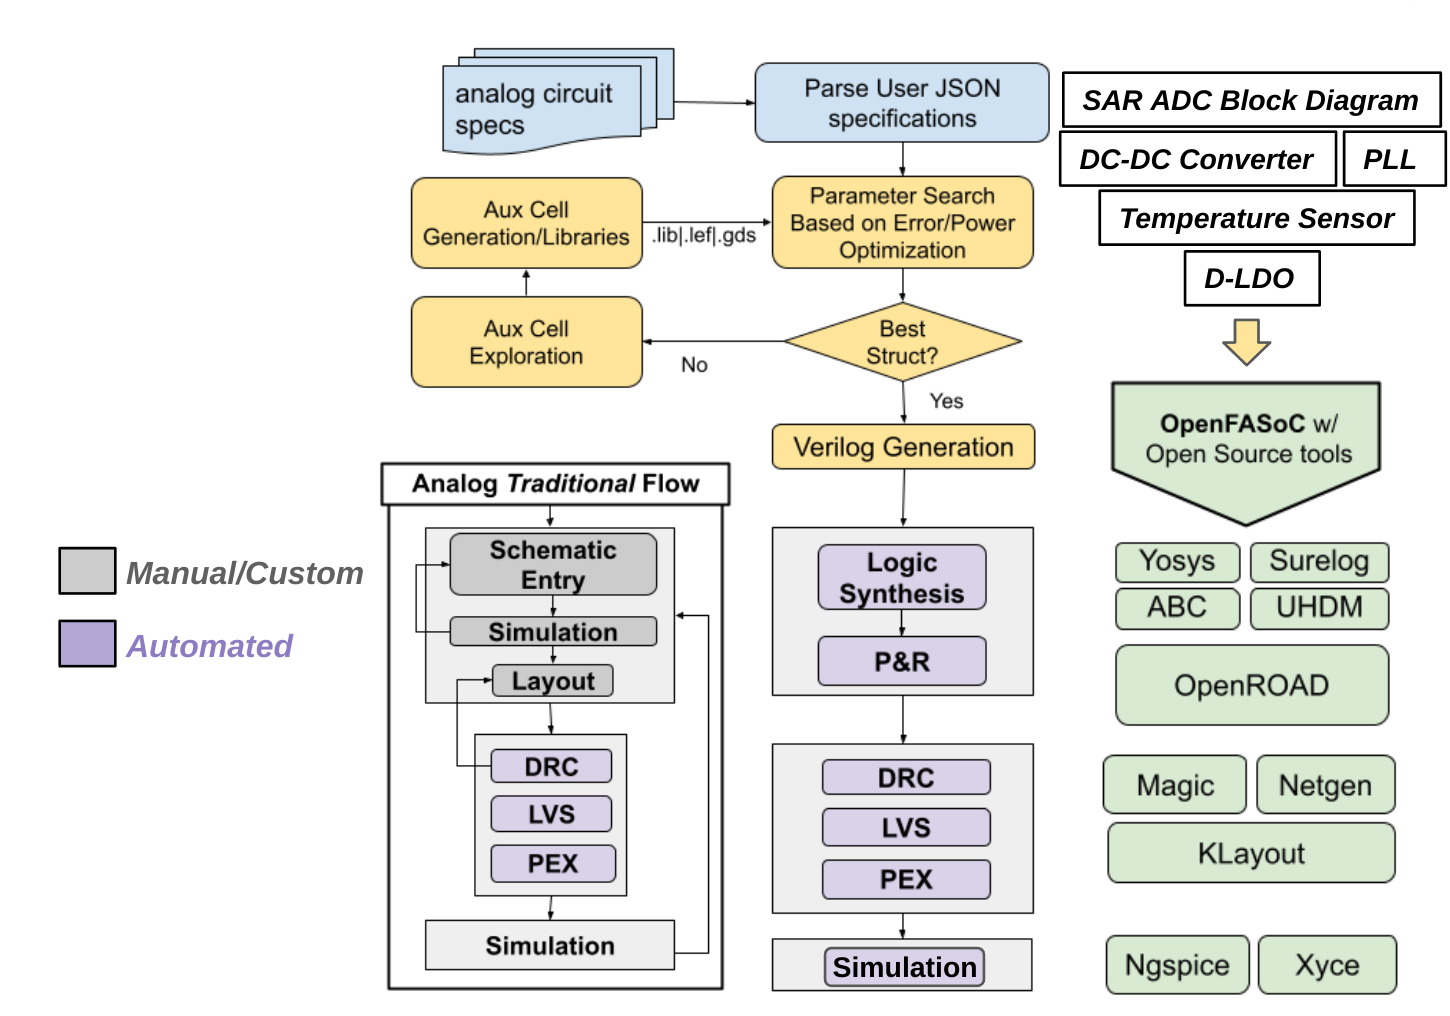 analog circuit
specs
Parse User JSON
specifications
SAR ADC Block Diagram
DC-DC Converter
PLL
Temperature Sensor
D-LDO
Aux Cell
Generation/Libraries
.lib|.lef|.gds
Parameter Search
Based on Error/Power
Optimization
Aux Cell
Exploration
No
Best
Struct?
Yes
Verilog Generation
OpenFASoC w/
Open Source tools
Analog Traditional Flow
Schematic
Entry
Simulation
Layout
DRC
LVS
PEX
Simulation
Manual/Custom
Automated
Logic
Synthesis
P&R
DRC
LVS
PEX
Simulation
Yosys
Surelog
ABC
UHDM
OpenROAD
Magic
Netgen
KLayout
Ngspice
Xyce